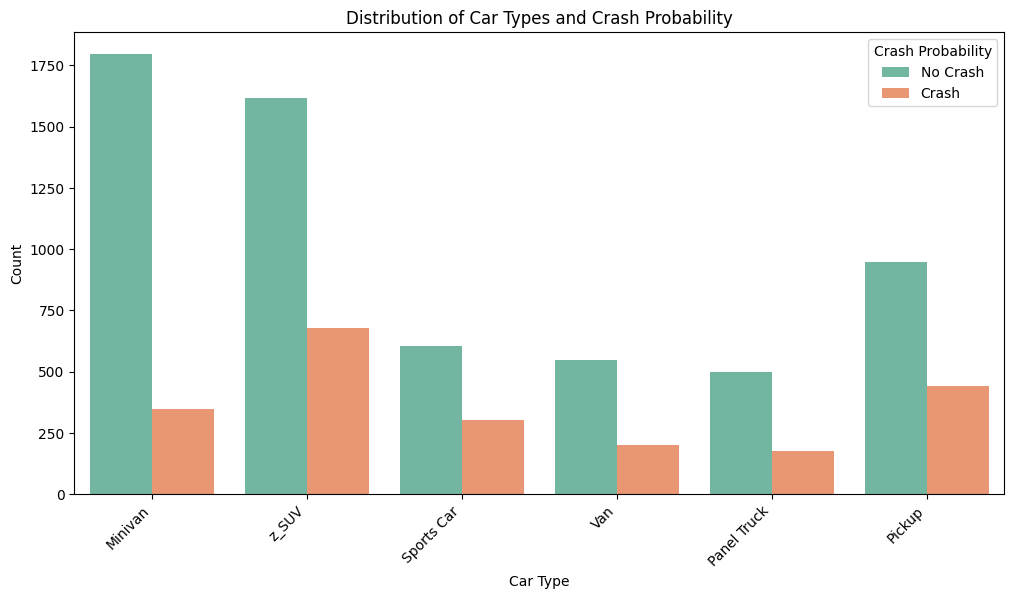 Distribution of Car Types and Crash Probability
Crash Probability
No Crash
Crash
Count
1750
1500
1250
1000
750
500
250
0
Minivan
z_SUV
Sports Car
Van
Panel Truck
Pickup
Car Type